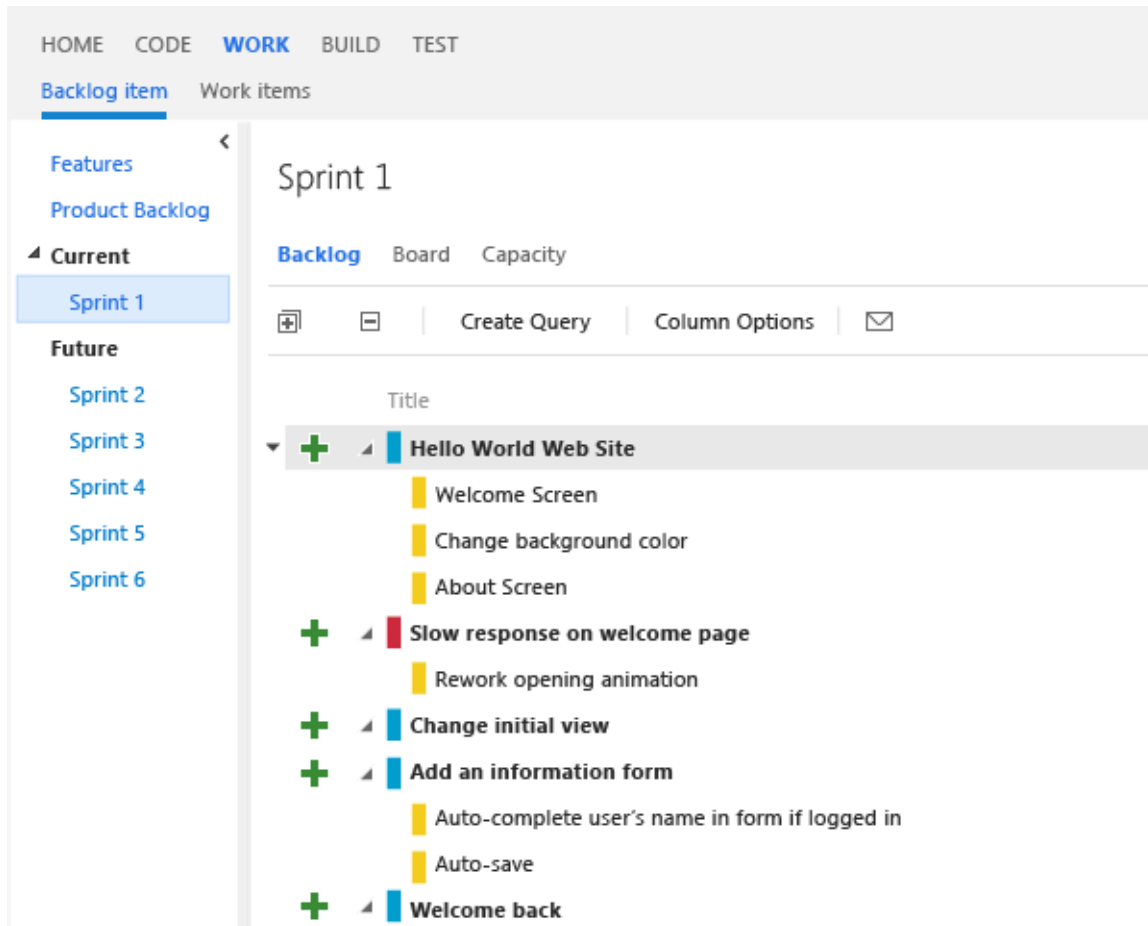 HOME CODE WORK BUILD TEST
Backlog item Work items
Features
Product Backlog
Current
Sprint 1
Future
Sprint 2
Sprint 3
Sprint 4
Sprint 5
Sprint 6
Sprint 1
Backlog Board Capacity
Create Query Column Options
Title
Hello World Web Site
Welcome Screen
Change background color
About Screen
Slow response on welcome page
Rework opening animation
Change initial view
Add an information form
Auto-complete user's name in form if logged in
Auto-save
Welcome back